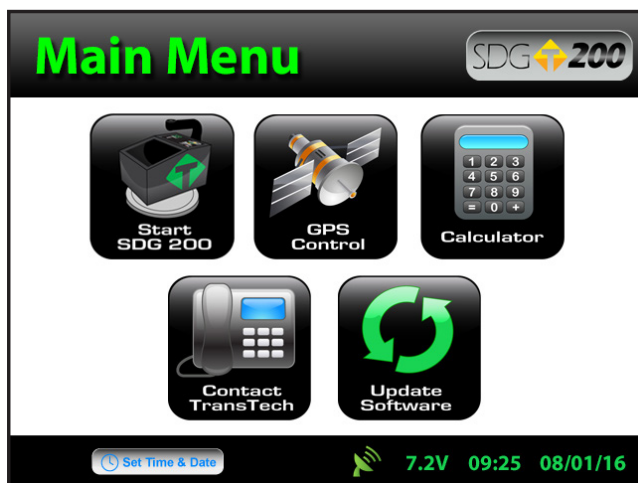 Main Menu
SDG T 200
Start
SDG 200
GPS
Control
1 2 3
4 5 6
7 8 9
= 0 +
Calculator
Contact
TransTech
Update
Software
Set Time & Date
7.2V 09:25 08/01/16